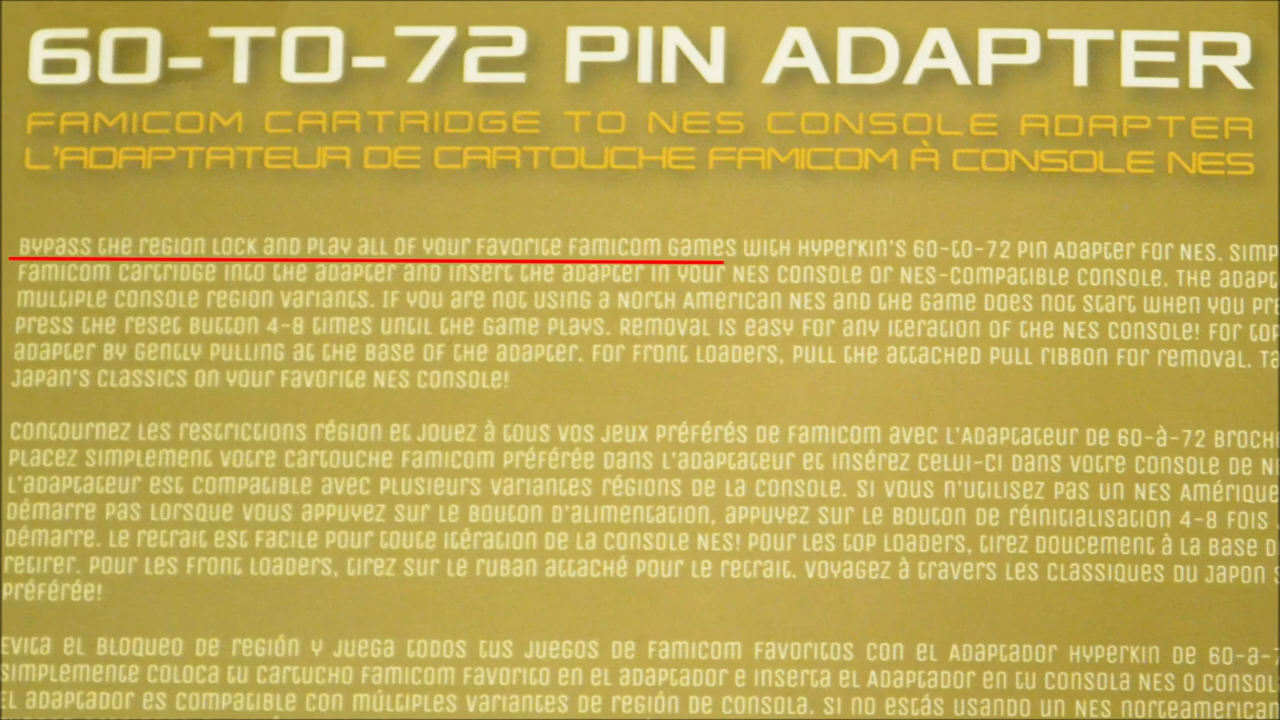 60-TO-72 PIN ADAPTER
FAMICOM CARTRIDGE TO NES CONSOLE ADAPTER
L'ADAPTATEUR DE CARTOUCHE FAMICOM À CONSOLE NES
Bypass the region lock and play all of your favorite Famicom games with Hyperkin's 60-to-72 Pin Adapter for NES.
Famicom cartridge into the adapter and insert the adapter in your NES console or NES-compatible console. The
multiple console region variants. If you are not using a North American NES and the game does not start when you
press the reset button 4-8 times until the game plays. Removal is easy for any iteration of the NES console! For
adapter by gently pulling at the base of the adapter. For front loaders, pull the attached pull ribbon for removal.
Japan's classics on your favorite NES console!
Contournez les restrictions région et jouez à tous vos jeux préférés de Famicom avec l'Adaptateur de 60-à-72
Placez simplement votre cartouche Famicom préférée dans l'adaptateur et insérez celui-ci dans votre console de
L'adaptateur est compatible avec plusieurs variantes régions de la console. Si vous n'utilisez pas un NES
démarre pas lorsque vous appuyez sur le bouton d'alimentation, appuyez sur le bouton de réinitialisation 4-8 fois
démarre. Le retrait est facile pour toute itération de la console NES! Pour les top loaders, tirez doucement à la base
retirer. Pour les front loaders, tirez sur le ruban attaché pour le retrait. Voyagez à travers les classiques du Japon
préférée!
Evita el bloqueo de región y juega todos tus juegos de Famicom favoritos con el Adaptador Hyperkin de
simplemente coloca tu cartucho Famicom favorito en el adaptador e inserta el adaptador en tu consola NES o
El adaptador es compatible con múltiples variantes de región de consola. Si no estás usando un NES